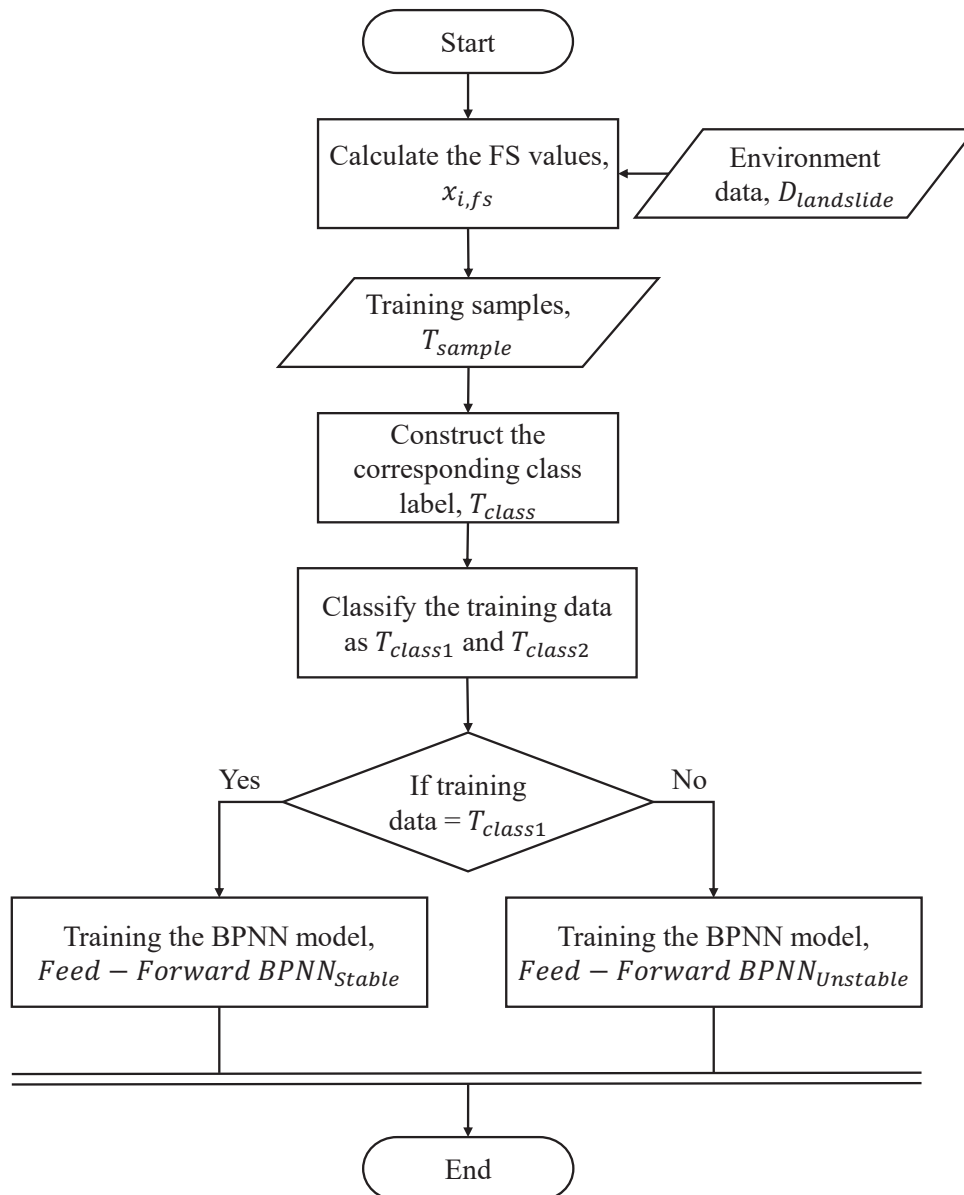 Start
Calculate the FS values,
x_{i,fs}
Environment
data, D_{landslide}
Training samples,
T_{sample}
Construct the
corresponding class
label, T_{class}
Classify the training data
as T_{class1} and T_{class2}
Yes
If training
data = T_{class1}
No
Training the BPNN model,
Feed − Forward BPNN_{Stable}
Training the BPNN model,
Feed − Forward BPNN_{Unstable}
End